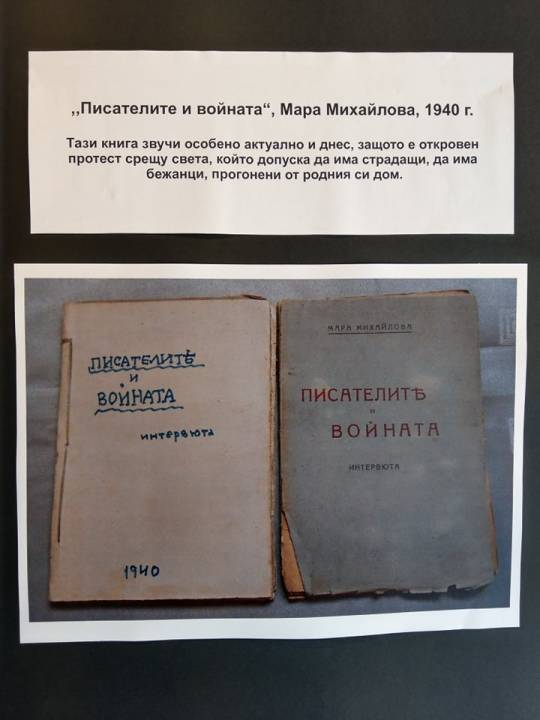 ,,Писателите и войната“, Мара Михайлова, 1940 г.
Тази книга звучи особено актуално и днес, защото е откровен
протест срещу света, който допуска да има страдащи, да има
бежанци, прогонени от родния си дом.
ПИСАТЕЛИТѢ
И
ВОЙНАТА
интервюта
1940
МАРА МИХАЙЛОВА
ПИСАТЕЛИТѢ
И
ВОЙНАТА
ИНТЕРВЮТА